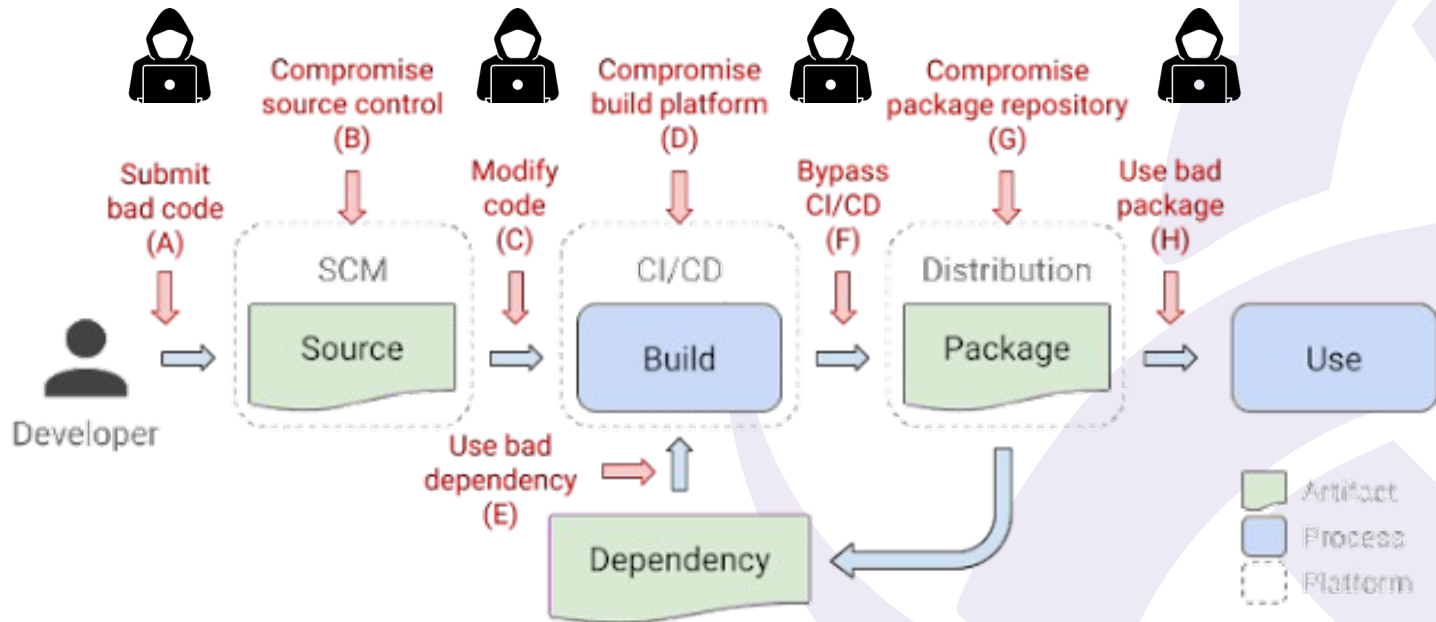 Compromise
source control
(B)
Compromise
build platform
(D)
Compromise
package repository
(G)
Submit
bad code
(A)
Modify
code
(C)
Bypass
CI/CD
(F)
Use bad
package
(H)
SCM
CI/CD
Distribution
Source
Build
Package
Use
Developer
Use bad
dependency
(E)
Dependency
Artifact
Process
Platform